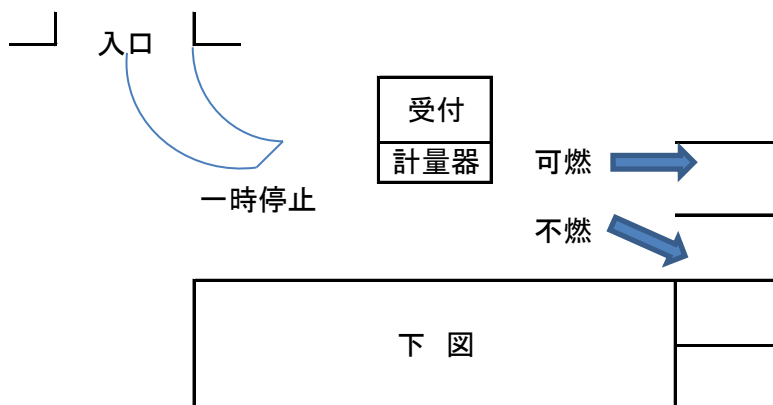 入口
受付
計量器
可燃
一時停止
不燃
下 図